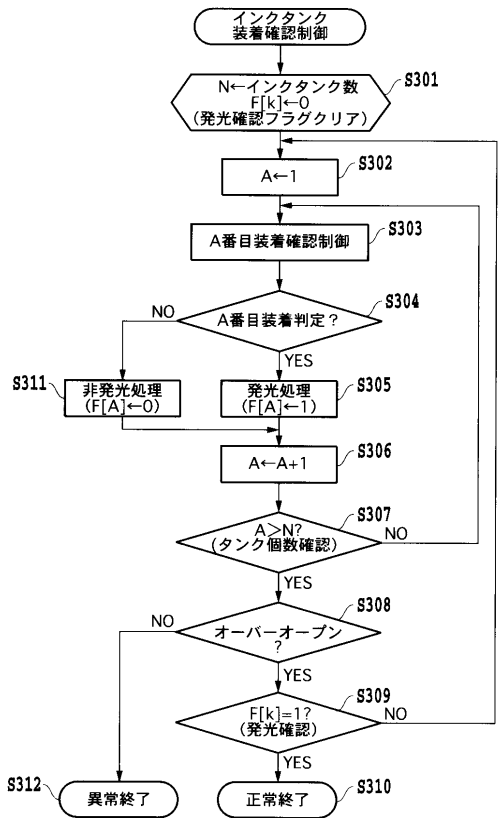 インクタンク
装着確認制御
S301
N←インクタンク数
F[k]←0
(発光確認フラグクリア)
S302
A←1
S303
A番目装着確認制御
S304
A番目装着判定?
NO
YES
S311
非発光処理
(F[A]←0)
S305
発光処理
(F[A]←1)
S306
A←A+1
S307
A>N?
(タンク個数確認)
NO
YES
S308
オーバーオープン
?
NO
YES
S309
F[k]=1?
(発光確認)
NO
YES
S312
異常終了
S310
正常終了